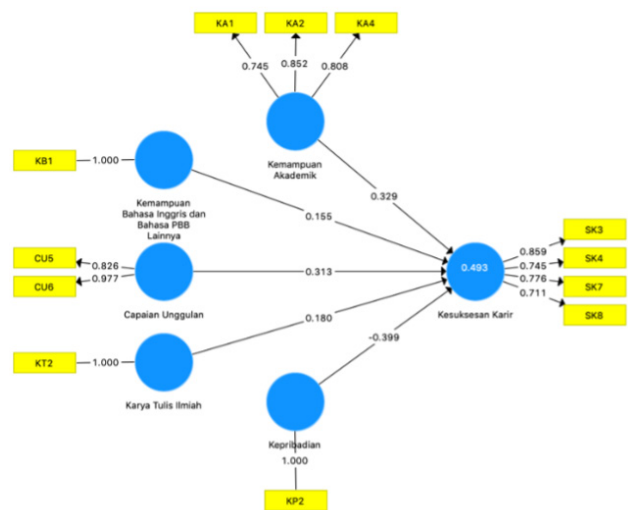 KA1
KA2
KA4
0.745
0.852
0.808
Kemampuan
Akademik
KB1
1.000
Kemampuan
Bahasa Inggris dan
Bahasa PBB
Lainnya
0.329
0.155
CU5
CU6
0.826
0.977
Capaian Unggulan
0.313
0.493
Kesuksesan Karir
0.859
0.745
0.776
0.711
SK3
SK4
SK7
SK8
KT2
1.000
Karya Tulis Ilmiah
0.180
-0.399
Kepribadian
1.000
KP2